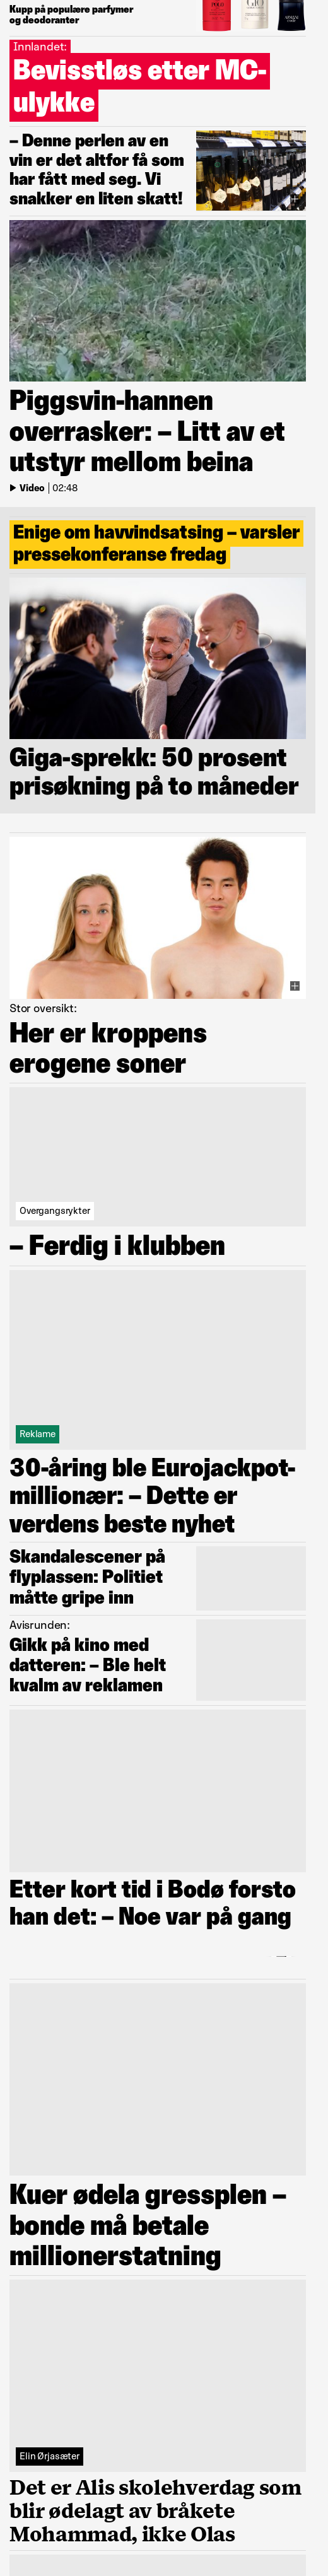 Kupp på populære parfymer
og deodoranter
Innlandet:
Bevisstløs etter MC-
ulykke
– Denne perlen av en
vin er det altfor få som
har fått med seg. Vi
snakker en liten skatt!
Piggsvin-hannen
overrasker: – Litt av et
utstyr mellom beina
Video | 02:48
Enige om havvindsatsing – varsler
pressekonferanse fredag
Giga-sprekk: 50 prosent
prisøkning på to måneder
Stor oversikt:
Her er kroppens
erogene soner
Overgangsrykter
– Ferdig i klubben
Reklame
30-åring ble Eurojackpot-
millionær: – Dette er
verdens beste nyhet
Skandalescener på
flyplassen: Politiet
måtte gripe inn
Avisrunden:
Gikk på kino med
datteren: – Ble helt
kvalm av reklamen
Etter kort tid i Bodø forsto
han det: – Noe var på gang
Kuer ødela gressplen –
bonde må betale
millionerstatning
Elin Ørjasæter
Det er Alis skolehverdag som
blir ødelagt av bråkete
Mohammad, ikke Olas